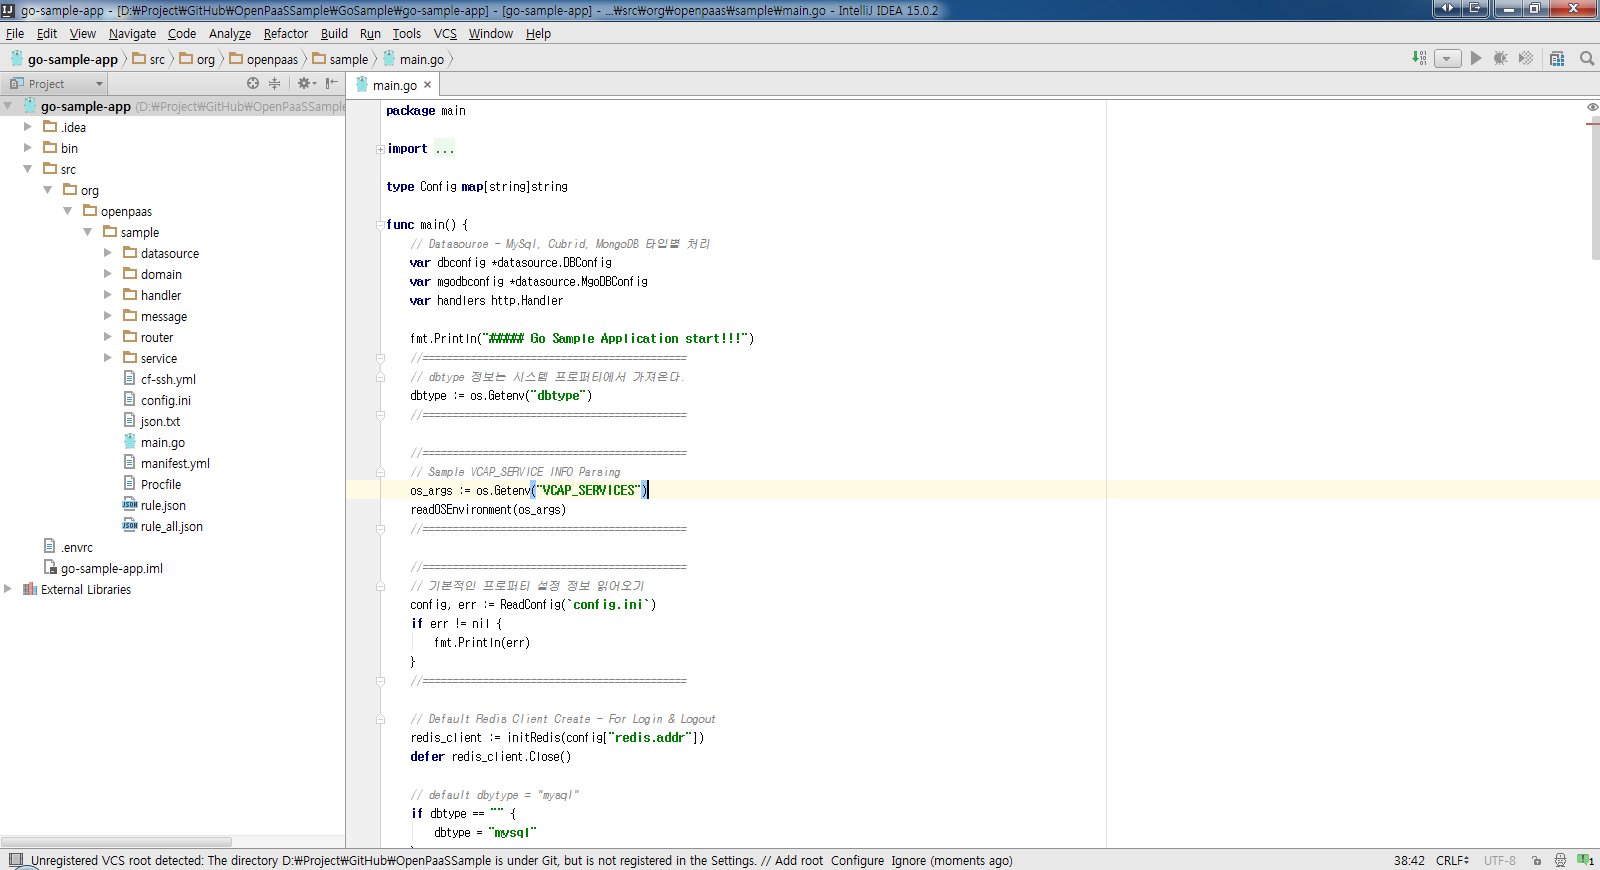 go-sample-app - [D:₩Project₩GitHub₩OpenPaaSSample₩GoSample₩go-sample-app] - [go-sample-app] - ...₩src₩org₩openpaas₩sample₩main.go - IntelliJ IDEA 15.0.2
File Edit View Navigate Code Analyze Refactor Build Run Tools VCS Window Help
go-sample-app src org openpaas sample main.go
Project
main.go
go-sample-app (D:₩Project₩GitHub₩OpenPaaSSample
.idea
bin
src
org
openpaas
sample
datasource
domain
handler
message
router
service
cf-ssh.yml
config.ini
json.txt
main.go
manifest.yml
Procfile
rule.json
rule_all.json
.envrc
go-sample-app.iml
External Libraries
package main
import ...
type Config map[string]string
func main() {
// Datasource - MySql, Cubrid, MongoDB 타입별 처리
var dbconfig *datasource.DBConfig
var mgodbconfig *datasource.MgoDBConfig
var handlers http.Handler
fmt.Println("##### Go Sample Application start!!!")
//============================================
// dbtype 정보는 시스템 프로퍼티에서 가져온다.
dbtype := os.Getenv("dbtype")
//============================================
//============================================
// Sample VCAP_SERVICE INFO Parsing
os_args := os.Getenv("VCAP_SERVICES")
readOSEnvironment(os_args)
//============================================
//============================================
// 기본적인 프로퍼티 설정 정보 읽어오기
config, err := ReadConfig(`config.ini`)
if err != nil {
fmt.Println(err)
}
//============================================
// Default Redis Client Create - For Login & Logout
redis_client := initRedis(config["redis.addr"])
defer redis_client.Close()
// default dbytype = "mysql"
if dbtype == "" {
dbtype = "mysql"
Unregistered VCS root detected: The directory D:₩Project₩GitHub₩OpenPaaSSample is under Git, but is not registered in the Settings. // Add root Configure Ignore (moments ago)
38:42 CRLF UTF-8 1